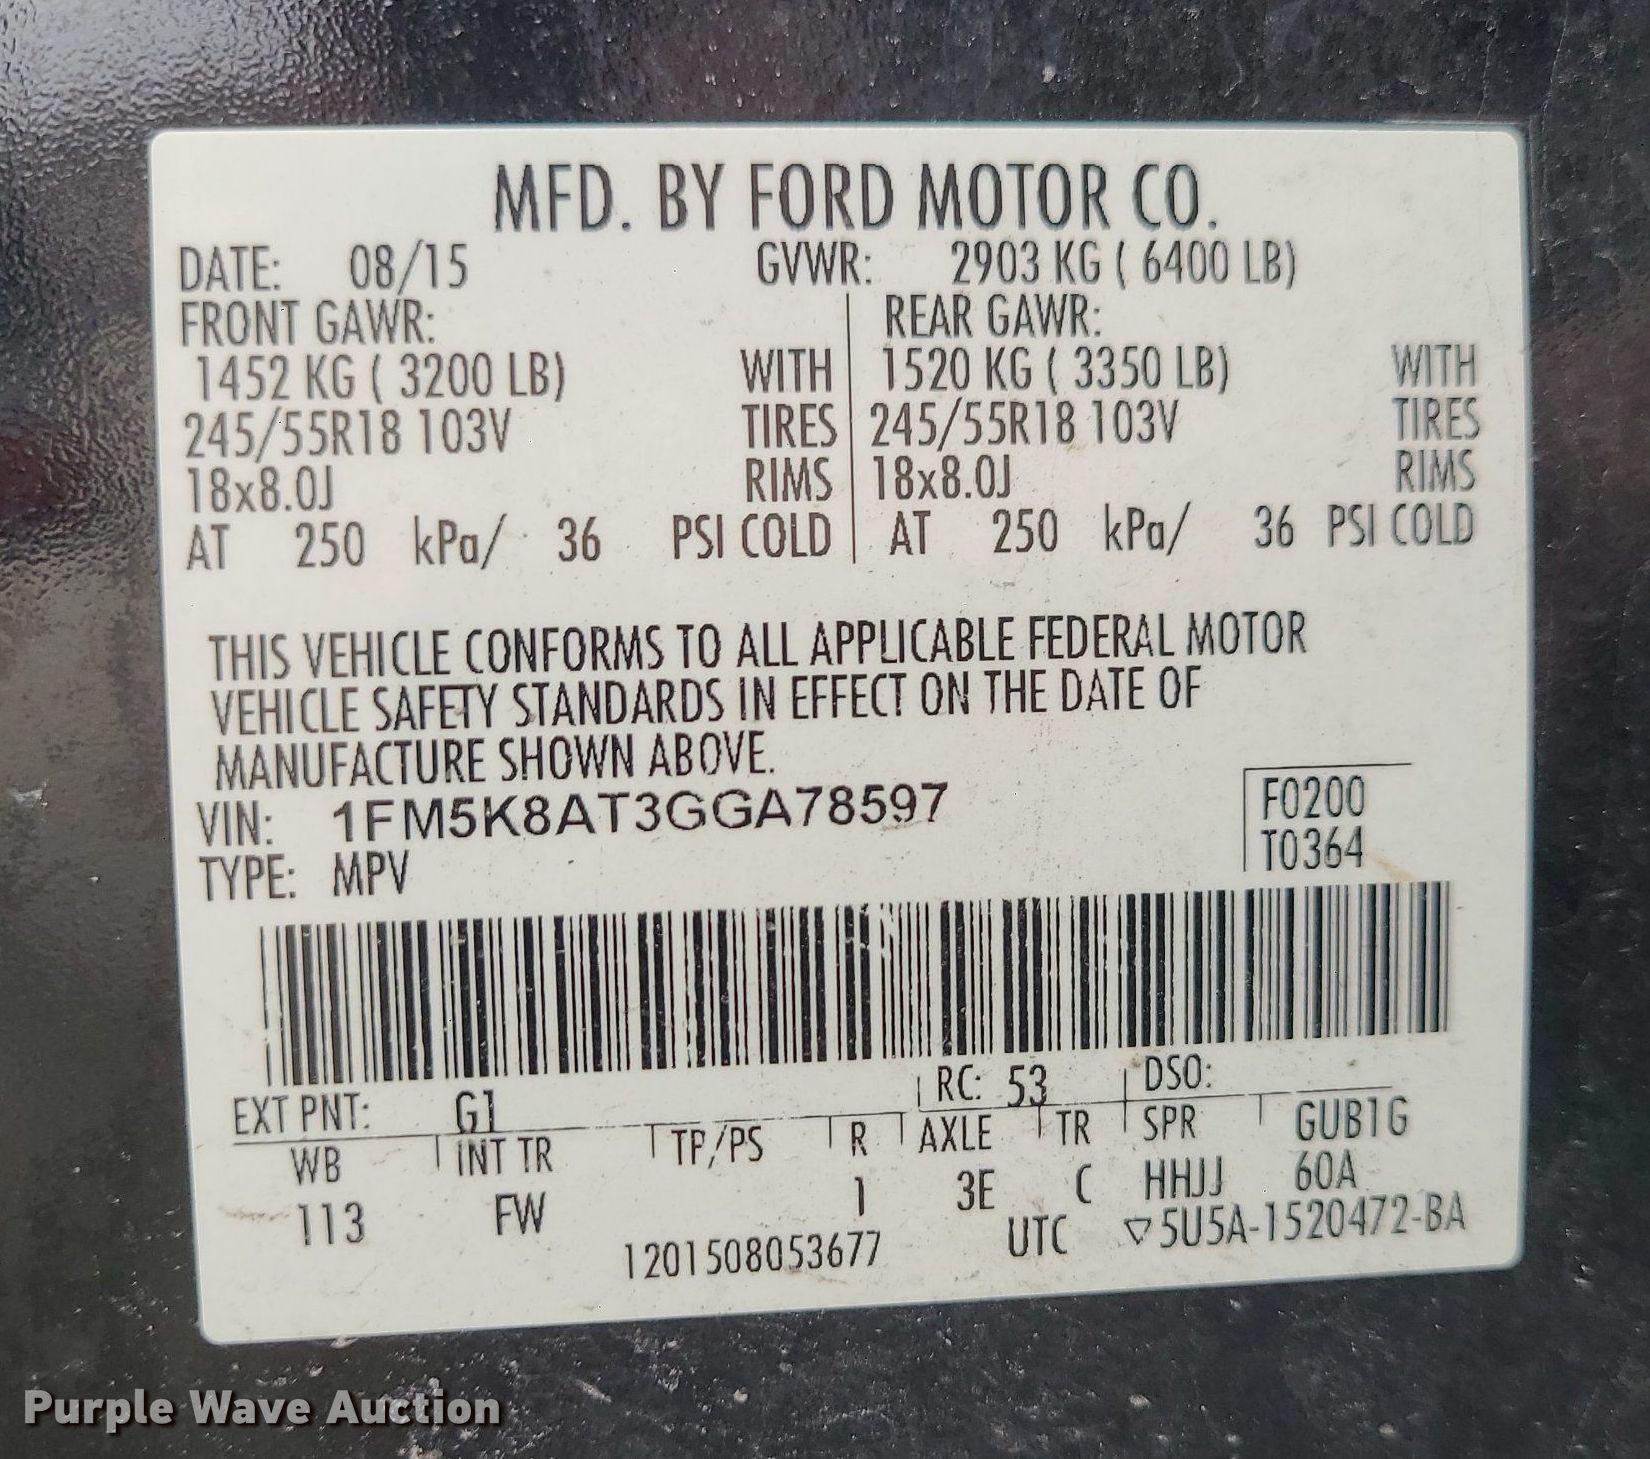 MFD. BY FORD MOTOR CO.
DATE: 08/15 GVWR: 2903 KG ( 6400 LB)
FRONT GAWR: REAR GAWR:
1452 KG ( 3200 LB) WITH 1520 KG ( 3350 LB) WITH
245/55R18 103V TIRES 245/55R18 103V TIRES
18x8.0J RIMS 18x8.0J RIMS
AT 250 kPa/ 36 PSI COLD AT 250 kPa/ 36 PSI COLD
THIS VEHICLE CONFORMS TO ALL APPLICABLE FEDERAL MOTOR
VEHICLE SAFETY STANDARDS IN EFFECT ON THE DATE OF
MANUFACTURE SHOWN ABOVE.
VIN: 1FM5K8AT3GGA78597 F0200
TYPE: MPV T0364
EXT PNT: G1 RC: 53 DSO:
WB INT TR TP/PS R AXLE TR SPR GUB1G
113 FW 1 3E C HHJJ 60A
1201508053677 UTC ▽5U5A-1520472-BA
Purple Wave Auction